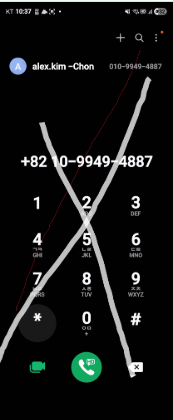 KT 10:37
A alex.kim –Chon 010-9949-4887
+82 10-9949-4887
1 2 3
DEF
4 5 6
GHI JKL MNO
7 8 9
PQRS TUV WXYZ
* 0 #